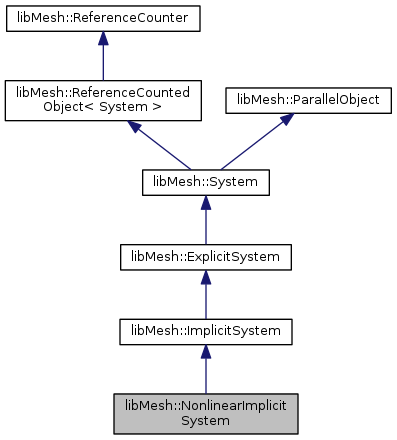 libMesh::ReferenceCounter
libMesh::ReferenceCounted
Object< System >
libMesh::ParallelObject
libMesh::System
libMesh::ExplicitSystem
libMesh::ImplicitSystem
libMesh::NonlinearImplicit
System